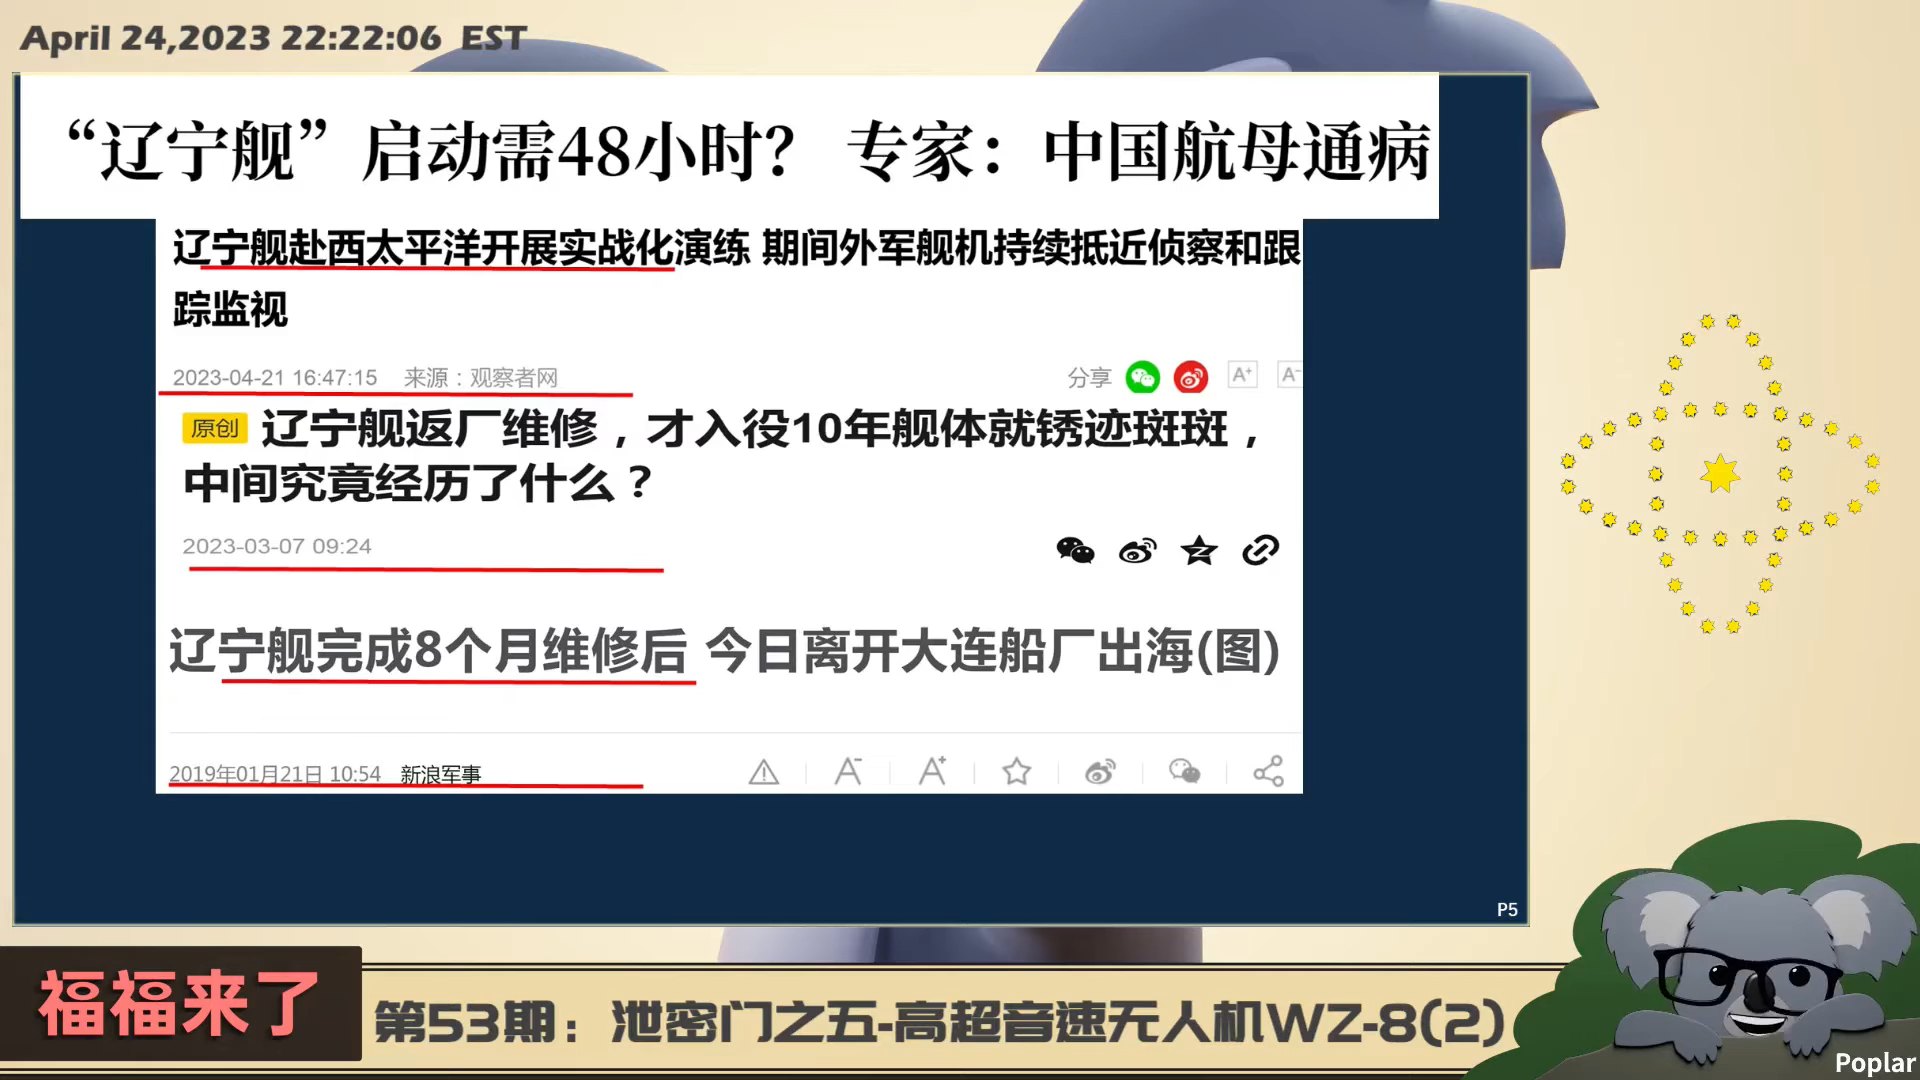 April 24,2023 22:22:06 EST
“辽宁舰”启动需48小时？ 专家：中国航母通病
辽宁舰赴西太平洋开展实战化演练 期间外军舰机持续抵近侦察和跟
踪监视
2023-04-21 16:47:15 来源：观察者网 分享 A+ A-
原创 辽宁舰返厂维修，才入役10年舰体就锈迹斑斑，
中间究竟经历了什么？
2023-03-07 09:24
辽宁舰完成8个月维修后 今日离开大连船厂出海(图)
2019年01月21日 10:54 新浪军事 A- A+
P5
福福来了
第53期：泄密门之五-高超音速无人机WZ-8(2)
Poplar